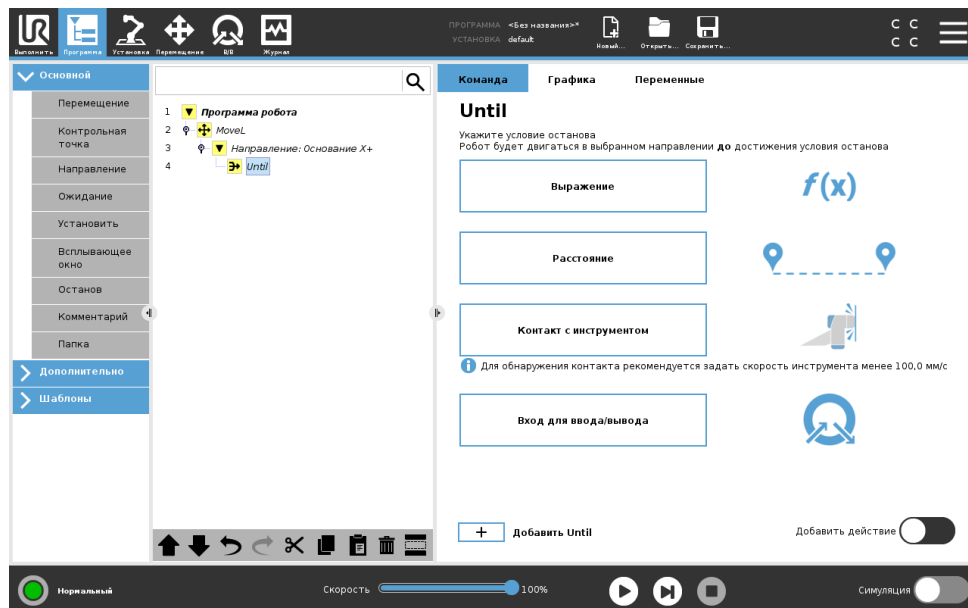 ПРОГРАММА <Без названия>*
УСТАНОВКА default
Выполнить Программа Установка Перемещение В/В Журнал
Новый... Открыть... Сохранить...
C C
C C
Основной
Перемещение
Контрольная
точка
Направление
Ожидание
Установить
Всплывающее
окно
Останов
Комментарий
Папка
Дополнительно
Шаблоны
1 Программа робота
2 MoveL
3 Направление: Основание X+
4 Until
Команда Графика Переменные
Until
Укажите условие останова
Робот будет двигаться в выбранном направлении до достижения условия останова
Выражение
f(x)
Расстояние
Контакт с инструментом
Для обнаружения контакта рекомендуется задать скорость инструмента менее 100,0 мм/с
Вход для ввода/вывода
+ Добавить Until
Добавить действие
Нормальный
Скорость 100%
Симуляция